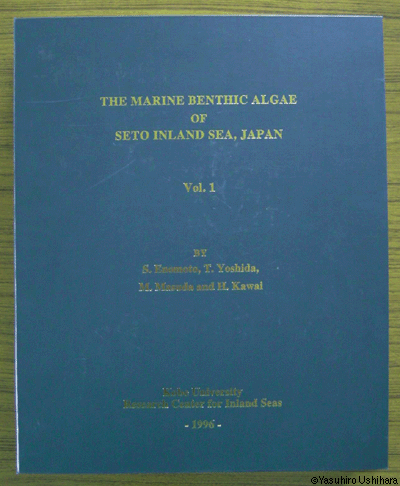 THE MARINE BENTHIC ALGAE
OF
SETO INLAND SEA, JAPAN
Vol. 1
BY
S. Enomoto, T. Yoshida,
M. Masuda and H. Kawai
Kobe University
Research Center for Inland Seas
- 1996 -
©Yasuhiro Ushihara